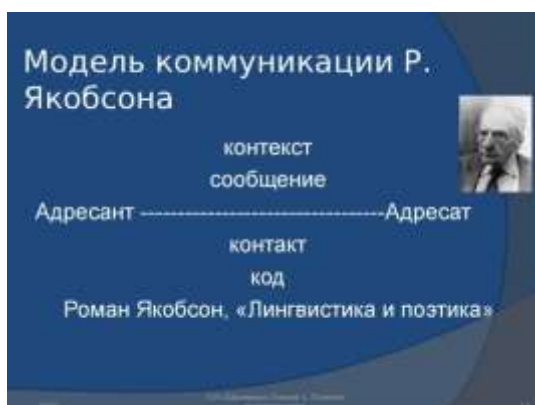 Модель коммуникации Р.
Якобсона
контекст
сообщение
Адресант ----------------------------------Адресат
контакт
код
Роман Якобсон, «Лингвистика и поэтика»